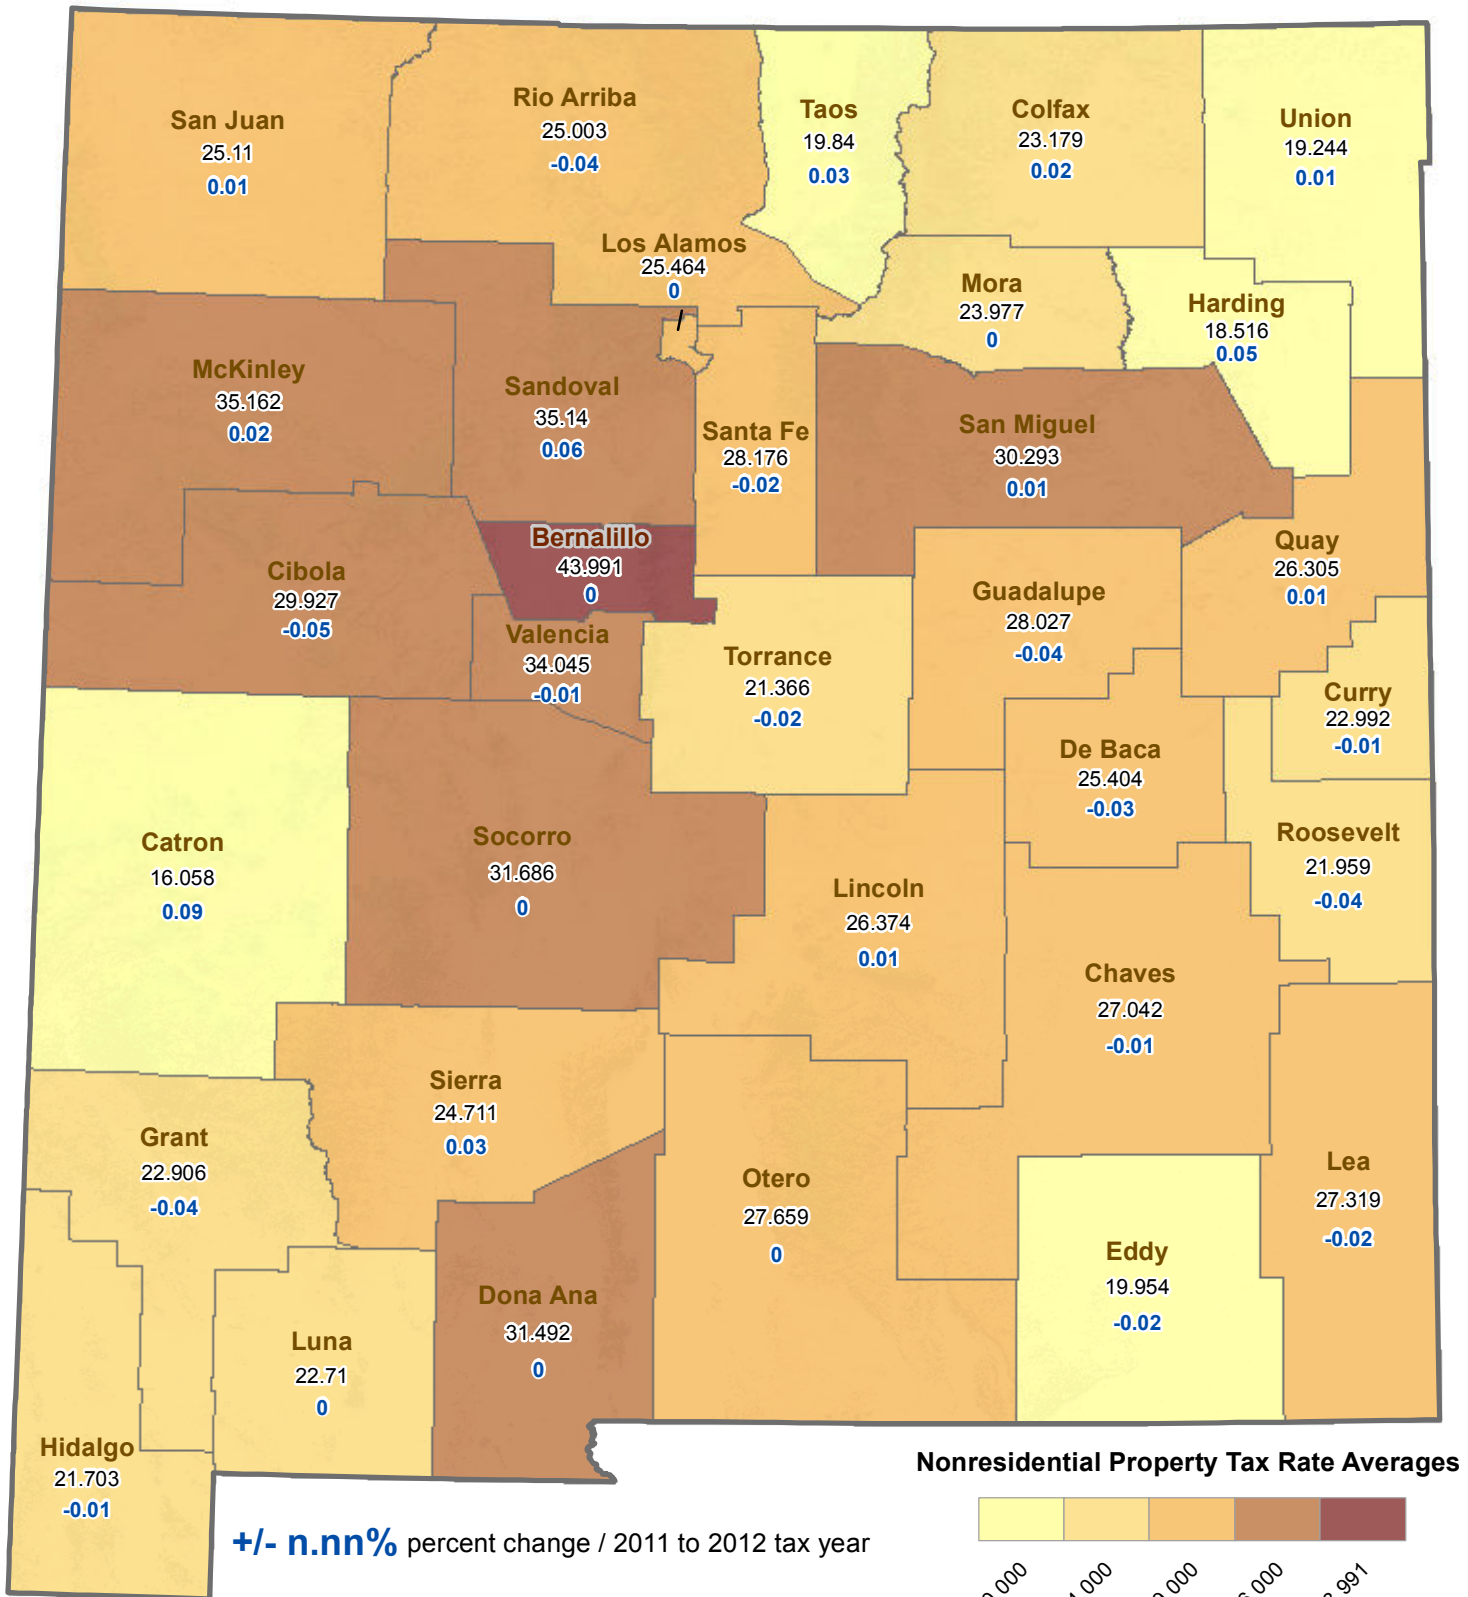 San Juan
25.11
0.01
Rio Arriba
25.003
-0.04
Taos
19.84
0.03
Colfax
23.179
0.02
Union
19.244
0.01
Los Alamos
25.464
0
Mora
23.977
0
Harding
18.516
0.05
McKinley
35.162
0.02
Sandoval
35.14
0.06
Santa Fe
28.176
-0.02
San Miguel
30.293
0.01
Bernalillo
43.991
0
Quay
26.305
0.01
Cibola
29.927
-0.05
Guadalupe
28.027
-0.04
Valencia
34.045
-0.01
Torrance
21.366
-0.02
Curry
22.992
-0.01
De Baca
25.404
-0.03
Catron
16.058
0.09
Socorro
31.686
0
Roosevelt
21.959
-0.04
Lincoln
26.374
0.01
Chaves
27.042
-0.01
Sierra
24.711
0.03
Grant
22.906
-0.04
Otero
27.659
0
Lea
27.319
-0.02
Eddy
19.954
-0.02
Dona Ana
31.492
0
Luna
22.71
0
Hidalgo
21.703
-0.01
Nonresidential Property Tax Rate Averages
+/- n.nn% percent change / 2011 to 2012 tax year